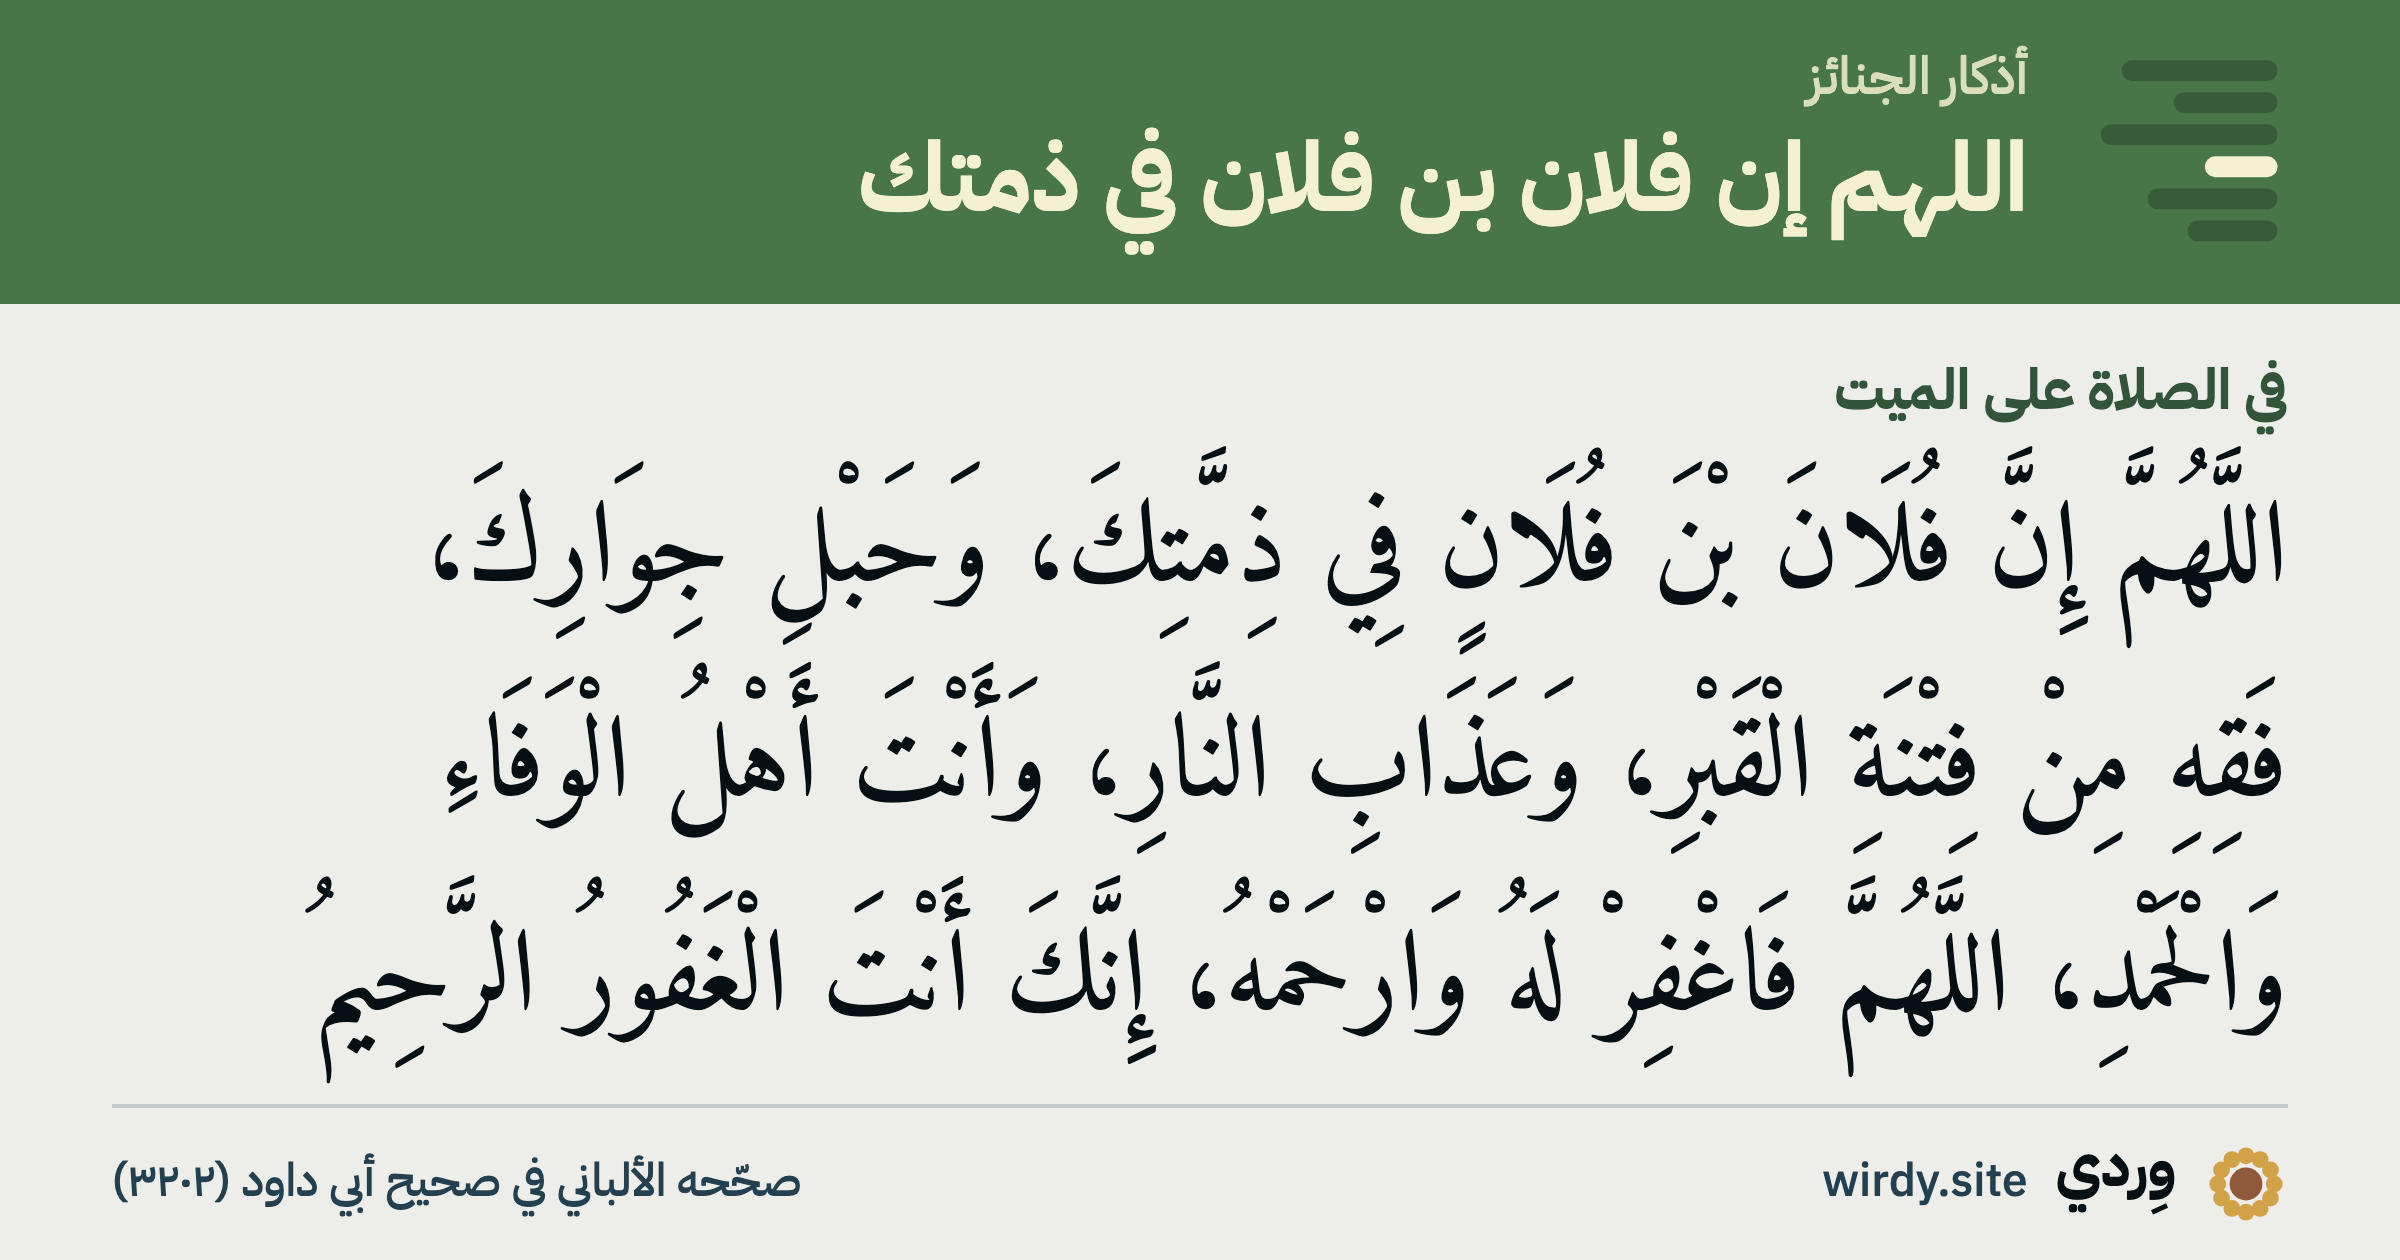 أذكار الجنائز
اللهم إن فلان بن فلان في ذمتك
في الصلاة على الميت
اللَّهُمَّ إِنَّ فُلَانَ بْنَ فُلَانٍ فِي ذِمَّتِكَ، وَحَبْلِ جِوَارِكَ،
فَقِهِ مِنْ فِتْنَةِ الْقَبْرِ، وَعَذَابِ النَّارِ، وَأَنْتَ أَهْلُ الْوَفَاءِ
وَالْحَمْدِ، اللَّهُمَّ فَاغْفِرْ لَهُ وَارْحَمْهُ، إِنَّكَ أَنْتَ الْغَفُورُ الرَّحِيمُ
وِردي wirdy.site
صحّحه الألباني في صحيح أبي داود (٣٢٠٢)